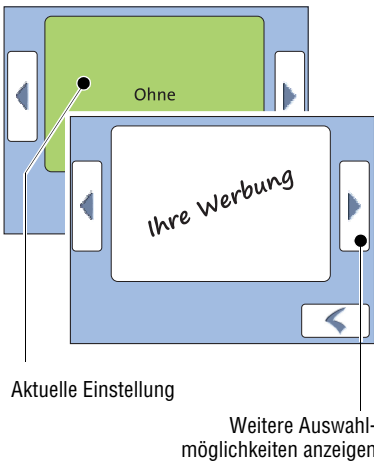 Ohne
Ihre Werbung
Aktuelle Einstellung
Weitere Auswahl-
möglichkeiten anzeigen